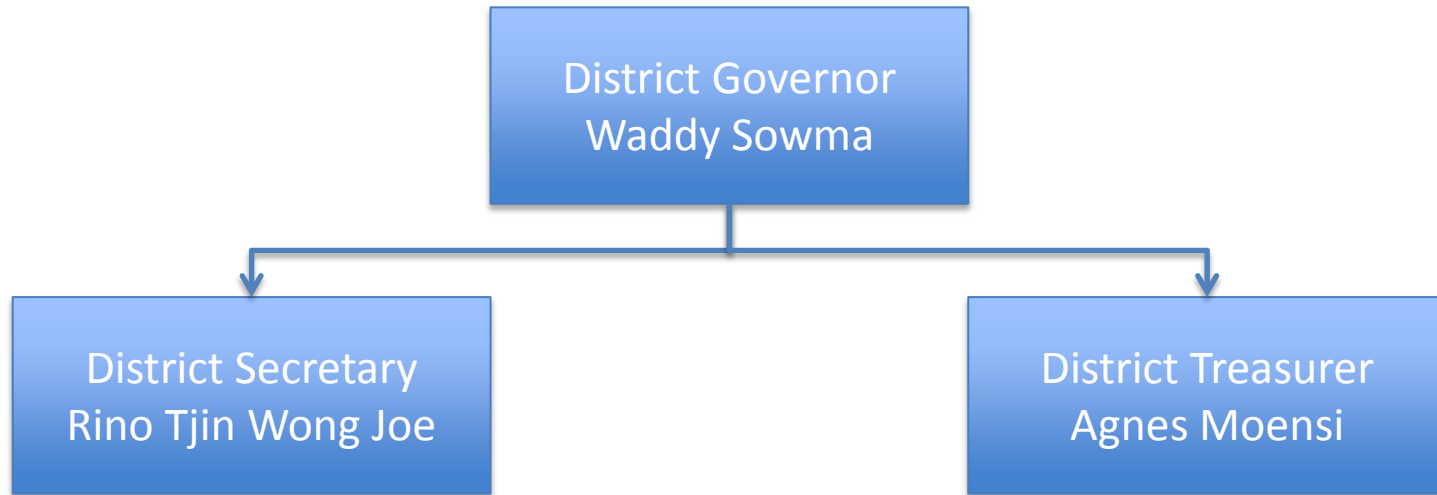 District Governor
Waddy Sowma
District Secretary
Rino Tjin Wong Joe
District Treasurer
Agnes Moensi